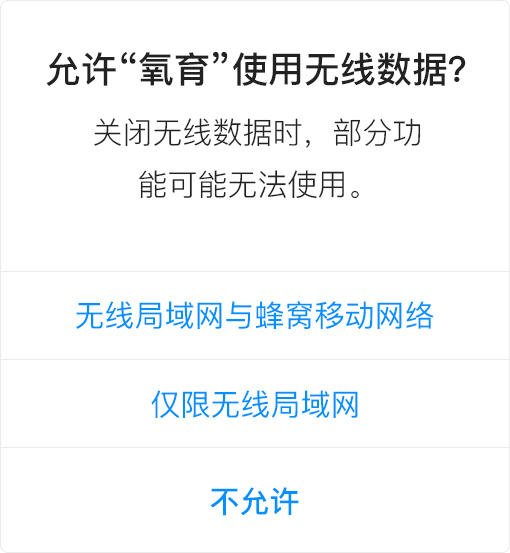 允许“氧育”使用无线数据？
关闭无线数据时，部分功
能可能无法使用。
无线局域网与蜂窝移动网络
仅限无线局域网
不允许